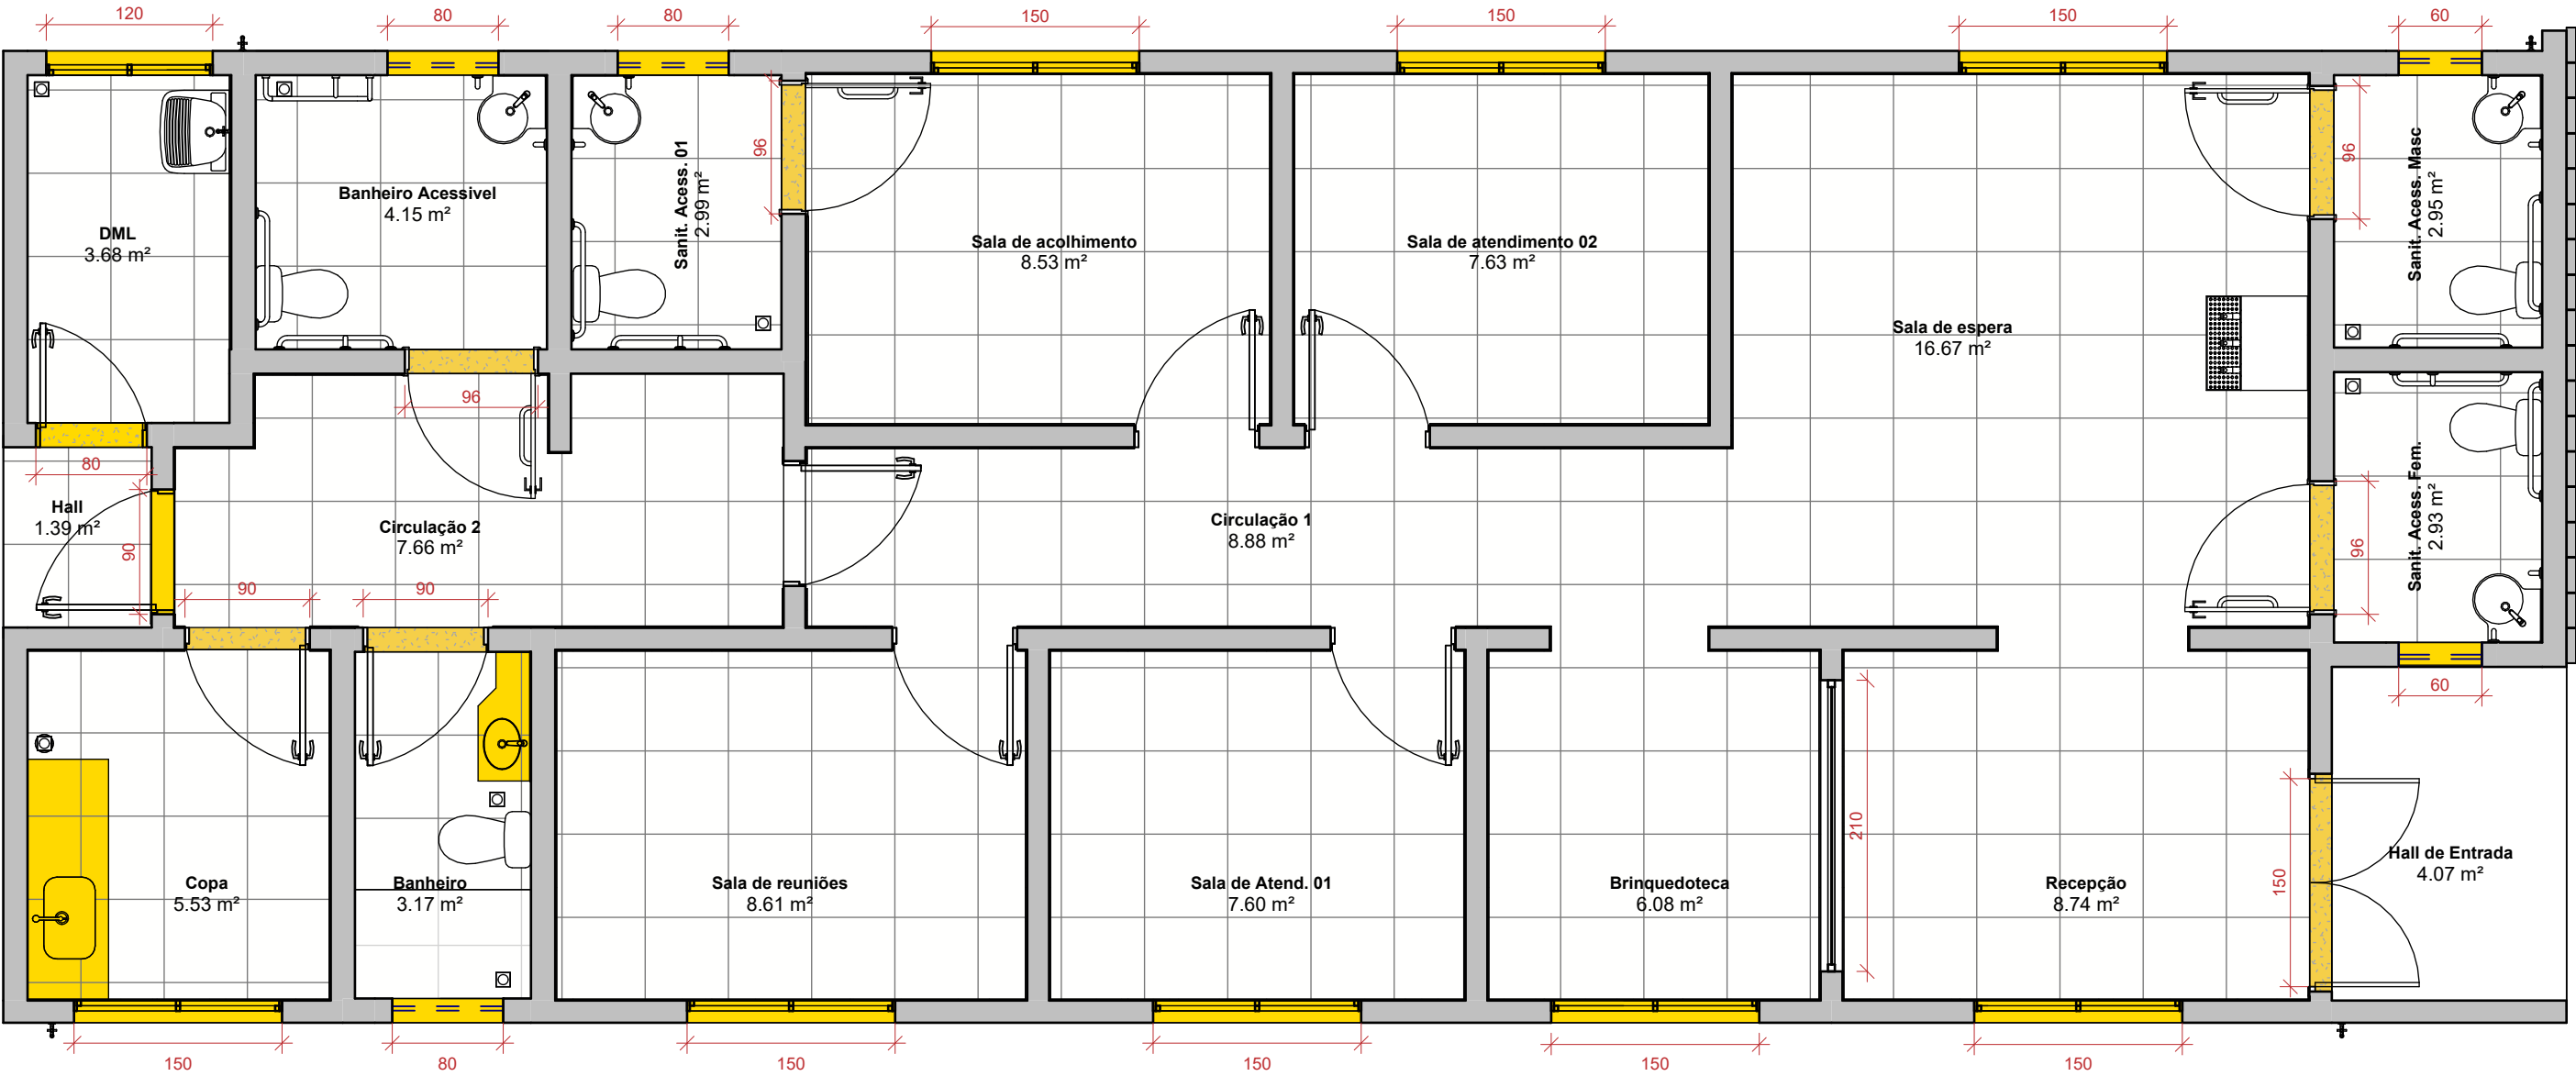 120
80
80
150
150
150
60
96
96
Banheiro Acessivel
4.15 m²
Sanit. Acess. 01
2.99 m²
Sanit. Acess. Masc
2.95 m²
DML
3.68 m²
Sala de acolhimento
8.53 m²
Sala de atendimento 02
7.63 m²
Sala de espera
16.67 m²
96
80
Hall
1.39 m²
90
Circulação 2
7.66 m²
Circulação 1
8.88 m²
Sanit. Acess. Fem.
2.93 m²
96
90
90
60
210
150
Copa
5.53 m²
Banheiro
3.17 m²
Sala de reuniões
8.61 m²
Sala de Atend. 01
7.60 m²
Brinquedoteca
6.08 m²
Recepção
8.74 m²
Hall de Entrada
4.07 m²
150
80
150
150
150
150